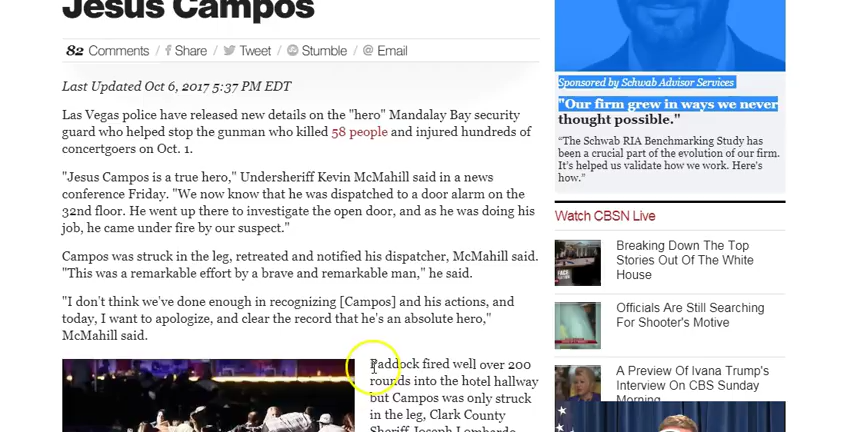 Jesus Campos
82 Comments / f Share / Tweet / Stumble / @ Email
Last Updated Oct 6, 2017 5:37 PM EDT
Las Vegas police have released new details on the "hero" Mandalay Bay security
guard who helped stop the gunman who killed 58 people and injured hundreds of
concertgoers on Oct. 1.
"Jesus Campos is a true hero," Undersheriff Kevin McMahill said in a news
conference Friday. "We now know that he was dispatched to a door alarm on the
32nd floor. He went up there to investigate the open door, and as he was doing his
job, he came under fire by our suspect."
Campos was struck in the leg, retreated and notified his dispatcher, McMahill said.
"This was a remarkable effort by a brave and remarkable man," he said.
"I don't think we've done enough in recognizing [Campos] and his actions, and
today, I want to apologize, and clear the record that he's an absolute hero,"
McMahill said.
Paddock fired well over 200
rounds into the hotel hallway
but Campos was only struck
in the leg, Clark County
Sheriff Joseph Lombardo
Sponsored by Schwab Advisor Services
"Our firm grew in ways we never
thought possible."
"The Schwab RIA Benchmarking Study has
been a crucial part of the evolution of our firm.
It's helped us validate how we work. Here's
how."
Watch CBSN Live
Breaking Down The Top
Stories Out Of The White
House
Officials Are Still Searching
For Shooter's Motive
A Preview Of Ivana Trump's
Interview On CBS Sunday
Morning